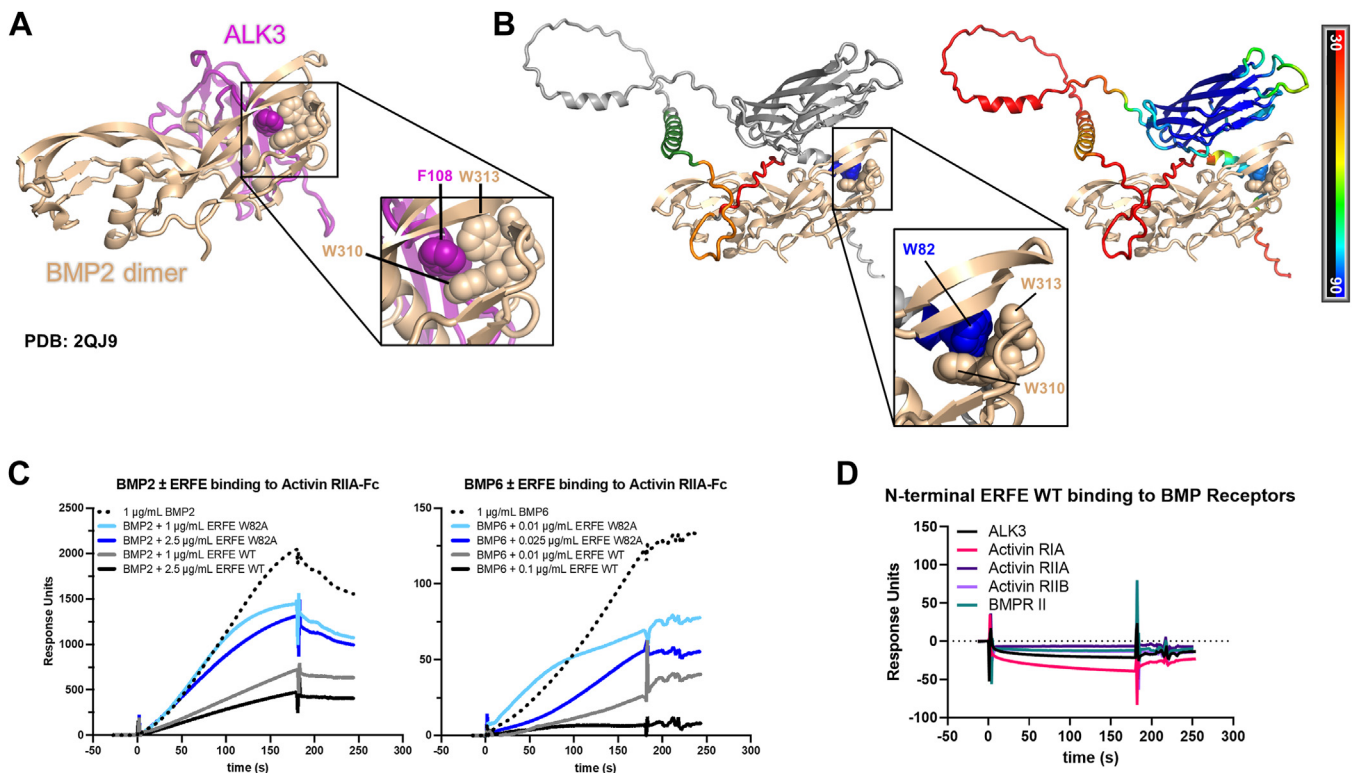 A
ALK3
BMP2 dimer
PDB: 2QJ9
F108
W313
W310
B
W82
W313
W310
30
90
C
BMP2 ± ERFE binding to Activin RIIA-Fc
1 µg/mL BMP2
BMP2 + 1 µg/mL ERFE W82A
BMP2 + 2.5 µg/mL ERFE W82A
BMP2 + 1 µg/mL ERFE WT
BMP2 + 2.5 µg/mL ERFE WT
Response Units
2500
2000
1500
1000
500
0
-50 0 50 100 150 200 250 300
time (s)
BMP6 ± ERFE binding to Activin RIIA-Fc
1 µg/mL BMP6
BMP6 + 0.01 µg/mL ERFE W82A
BMP6 + 0.025 µg/mL ERFE W82A
BMP6 + 0.01 µg/mL ERFE WT
BMP6 + 0.1 µg/mL ERFE WT
Response Units
150
100
50
0
-50 0 50 100 150 200 250 300
time (s)
D
N-terminal ERFE WT binding to BMP Receptors
ALK3
Activin RIA
Activin RIIA
Activin RIIB
BMPR II
Response Units
150
100
50
0
-50
-100
-50 0 50 100 150 200 250 300
time (s)